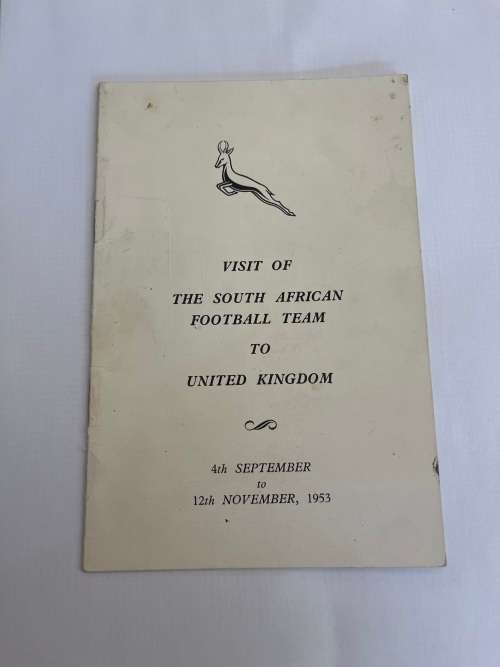 VISIT OF
THE SOUTH AFRICAN
FOOTBALL TEAM
TO
UNITED KINGDOM
4th SEPTEMBER
to
12th NOVEMBER, 1953